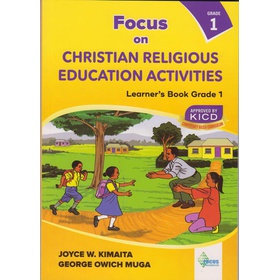 GRADE
1
Focus
on
CHRISTIAN RELIGIOUS
EDUCATION ACTIVITIES
Learner's Book Grade 1
APPROVED BY
KICD
JOYCE W. KIMAITA
GEORGE OWICH MUGA
FOCUS